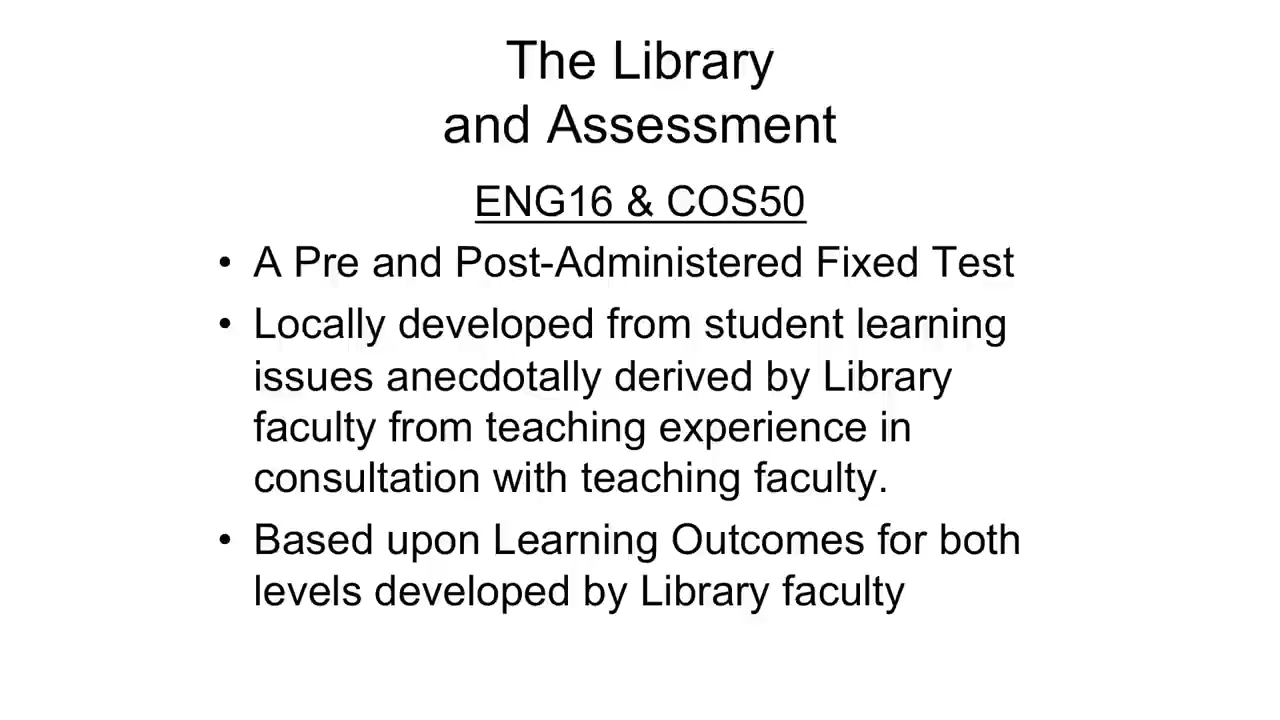 The Library
and Assessment
ENG16 & COS50
• A Pre and Post-Administered Fixed Test
• Locally developed from student learning
issues anecdotally derived by Library
faculty from teaching experience in
consultation with teaching faculty.
• Based upon Learning Outcomes for both
levels developed by Library faculty